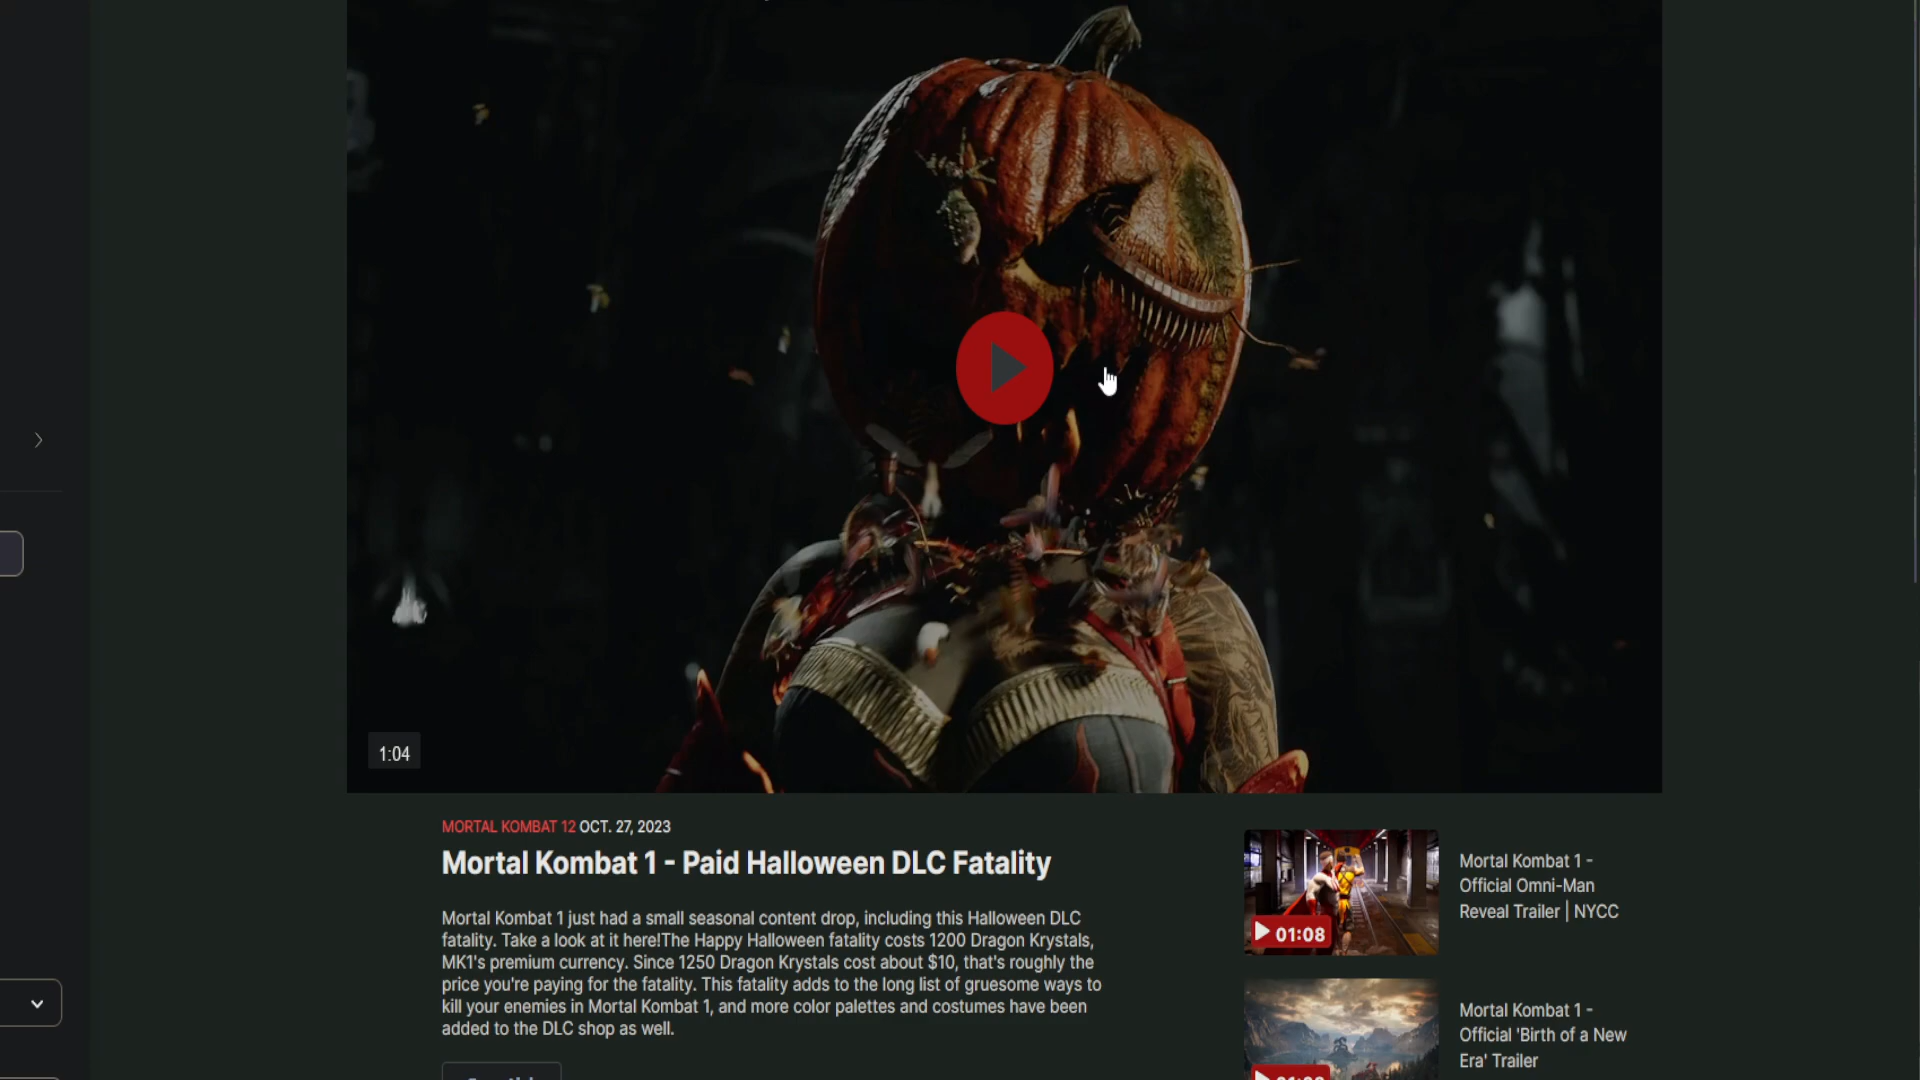 1:04
MORTAL KOMBAT 12 OCT. 27, 2023
Mortal Kombat 1 - Paid Halloween DLC Fatality
Mortal Kombat 1 just had a small seasonal content drop, including this Halloween DLC
fatality. Take a look at it here!The Happy Halloween fatality costs 1200 Dragon Krystals,
MK1's premium currency. Since 1250 Dragon Krystals cost about $10, that's roughly the
price you're paying for the fatality. This fatality adds to the long list of gruesome ways to
kill your enemies in Mortal Kombat 1, and more color palettes and costumes have been
added to the DLC shop as well.
01:08
Mortal Kombat 1 -
Official Omni-Man
Reveal Trailer | NYCC
Mortal Kombat 1 -
Official 'Birth of a New
Era' Trailer